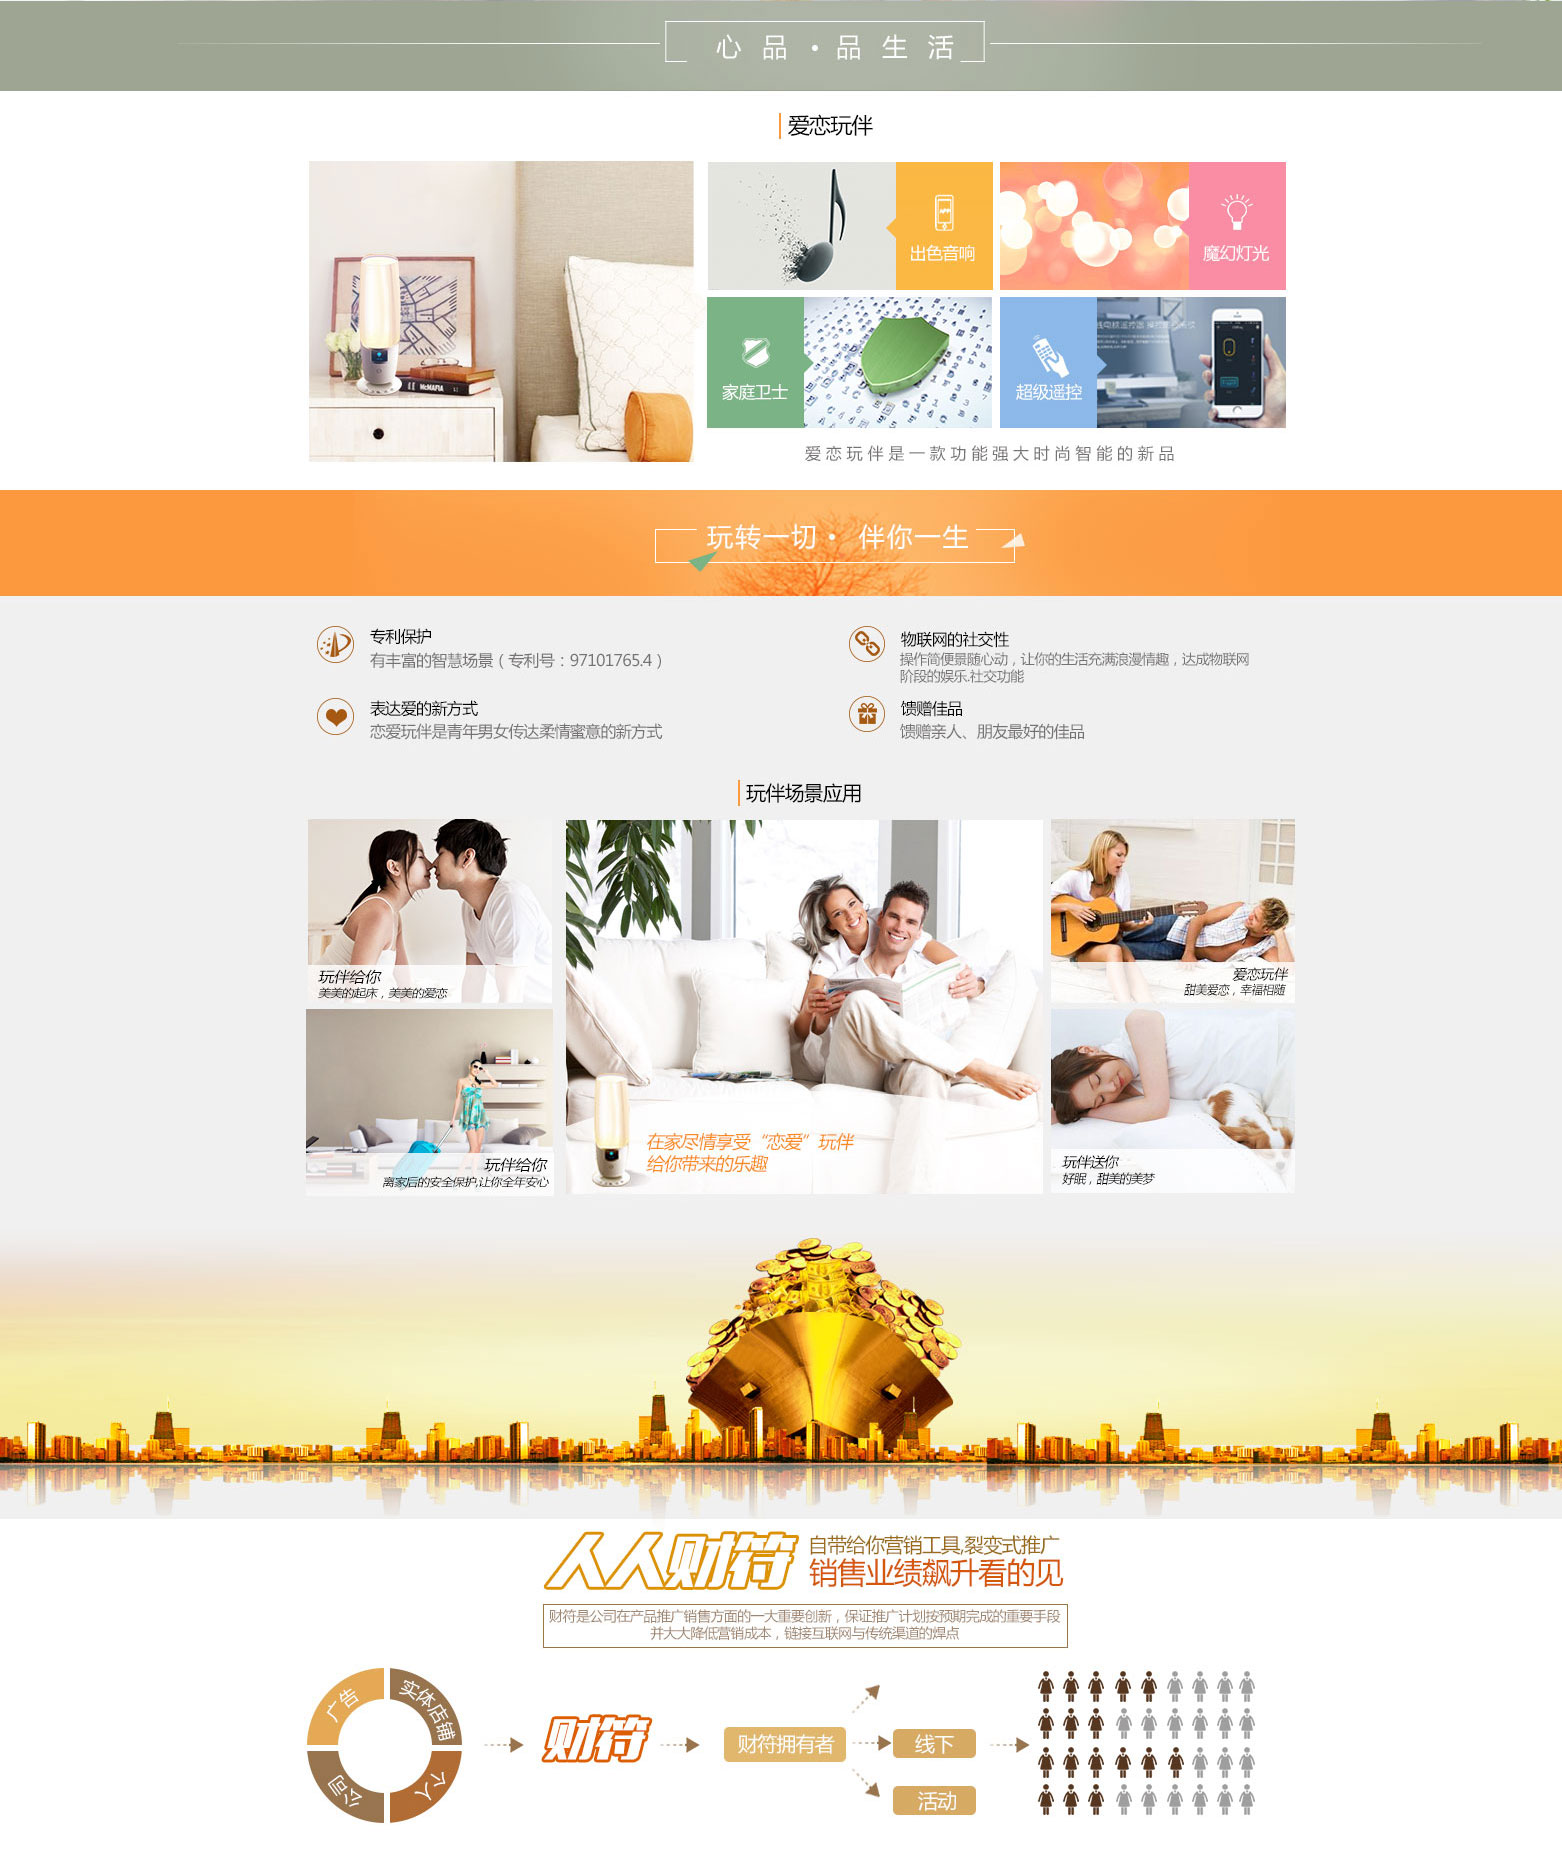 心品·品生活
爱恋玩伴
出色音响
魔幻灯光
McMAFIA
家庭卫士
超级遥控
爱恋玩伴是一款功能强大时尚智能的新品
玩转一切· 伴你一生
专利保护
有丰富的智慧场景（专利号：97101765.4）
物联网的社交性
操作简便景随心动，让你的生活充满浪漫情趣，达成物联网
阶段的娱乐.社交功能
表达爱的新方式
恋爱玩伴是青年男女传达柔情蜜意的新方式
馈赠佳品
馈赠亲人、朋友最好的佳品
玩伴场景应用
玩伴给你
美美的起床，美美的爱恋
爱恋玩伴
甜美爱恋，幸福相随
玩伴给你
离家后的安全保护,让你全年安心
在家尽情享受“恋爱”玩伴
给你带来的乐趣
玩伴送你
好眠，甜美的美梦
人人财符
自带给你营销工具,裂变式推广
销售业绩飙升看的见
财符是公司在产品推广销售方面的一大重要创新，保证推广计划按预期完成的重要手段
并大大降低营销成本，链接互联网与传统渠道的焊点
广告
实体店铺
公司
个人
财符
财符拥有者
线下
活动